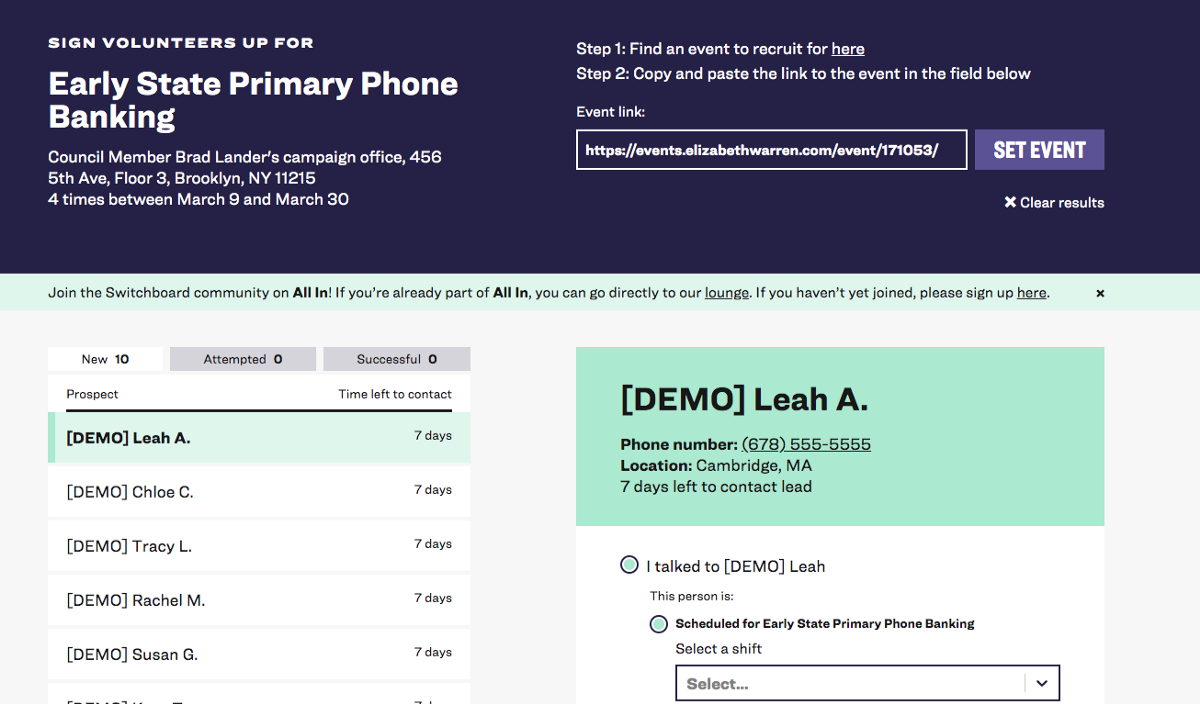 SIGN VOLUNTEERS UP FOR
Early State Primary Phone
Banking
Council Member Brad Lander's campaign office, 456
5th Ave, Floor 3, Brooklyn, NY 11215
4 times between March 9 and March 30
Step 1: Find an event to recruit for here
Step 2: Copy and paste the link to the event in the field below
Event link:
https://events.elizabethwarren.com/event/171053/
SET EVENT
✖ Clear results
Join the Switchboard community on All In! If you're already part of All In, you can go directly to our lounge. If you haven't yet joined, please sign up here. ×
New 10 Attempted 0 Successful 0
Prospect Time left to contact
[DEMO] Leah A. 7 days
[DEMO] Chloe C. 7 days
[DEMO] Tracy L. 7 days
[DEMO] Rachel M. 7 days
[DEMO] Susan G. 7 days
[DEMO] Leah A.
Phone number: (678) 555-5555
Location: Cambridge, MA
7 days left to contact lead
I talked to [DEMO] Leah
This person is:
Scheduled for Early State Primary Phone Banking
Select a shift
Select...